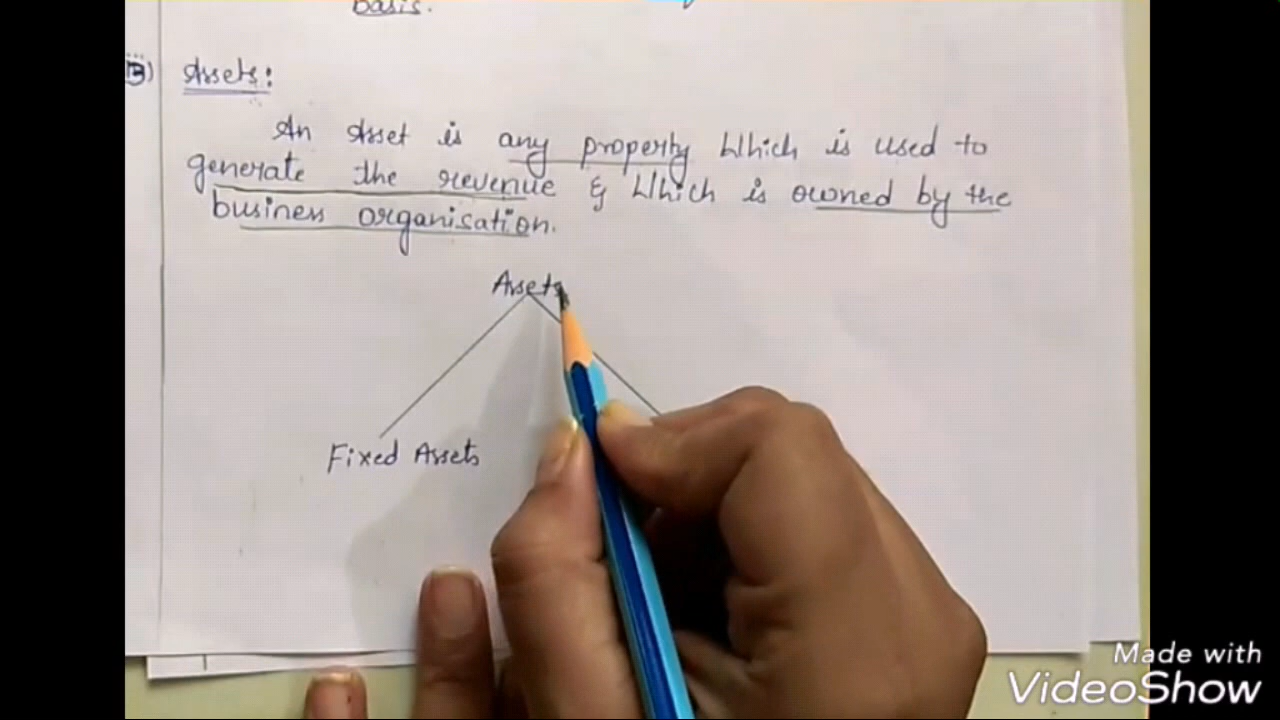 basis.
13) Assets:
An Asset is any property Which is used to
generate the revenue & Which is owned by the
business organisation.
Assets
Fixed Assets
Made with
VideoShow